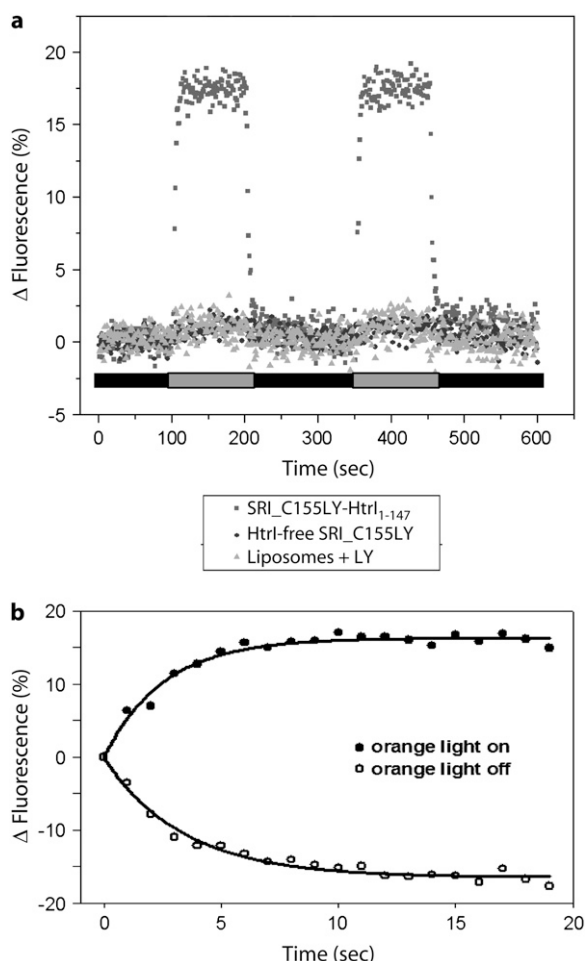 a
Δ Fluorescence (%)
20
15
10
5
0
-5
0 100 200 300 400 500 600
Time (sec)
SRI_C155LY-HtrI1-147
HtrI-free SRI_C155LY
Liposomes + LY
b
Δ Fluorescence (%)
20
10
0
-10
-20
orange light on
orange light off
0 5 10 15 20
Time (sec)